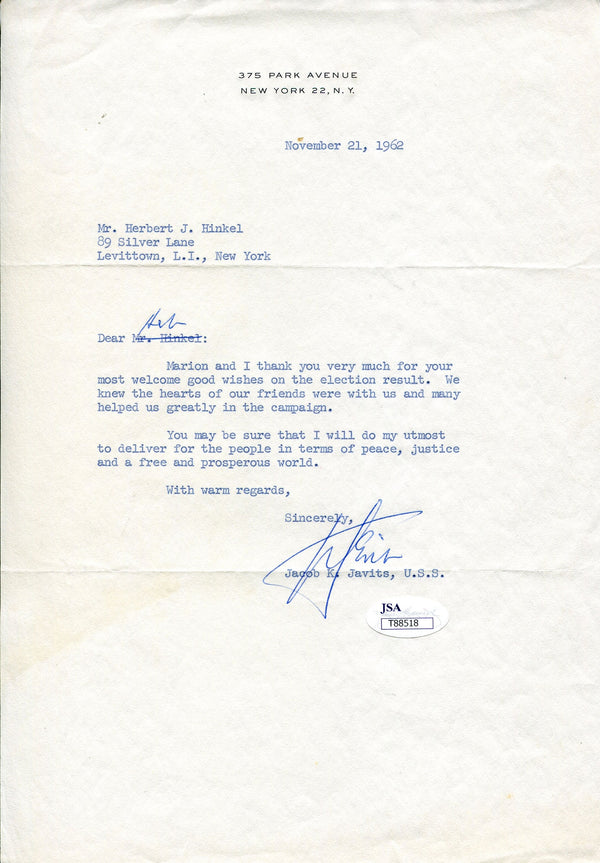 375 PARK AVENUE
NEW YORK 22, N. Y.
November 21, 1962
Mr. Herbert J. Hinkel
89 Silver Lane
Levittown, L.I., New York
Herb
Dear Mr. Hinkel:
Marion and I thank you very much for your
most welcome good wishes on the election result. We
knew the hearts of our friends were with us and many
helped us greatly in the campaign.
You may be sure that I will do my utmost
to deliver for the people in terms of peace, justice
and a free and prosperous world.
With warm regards,
Sincerely,
Jacob K. Javits, U.S.S.
JSA
T88518